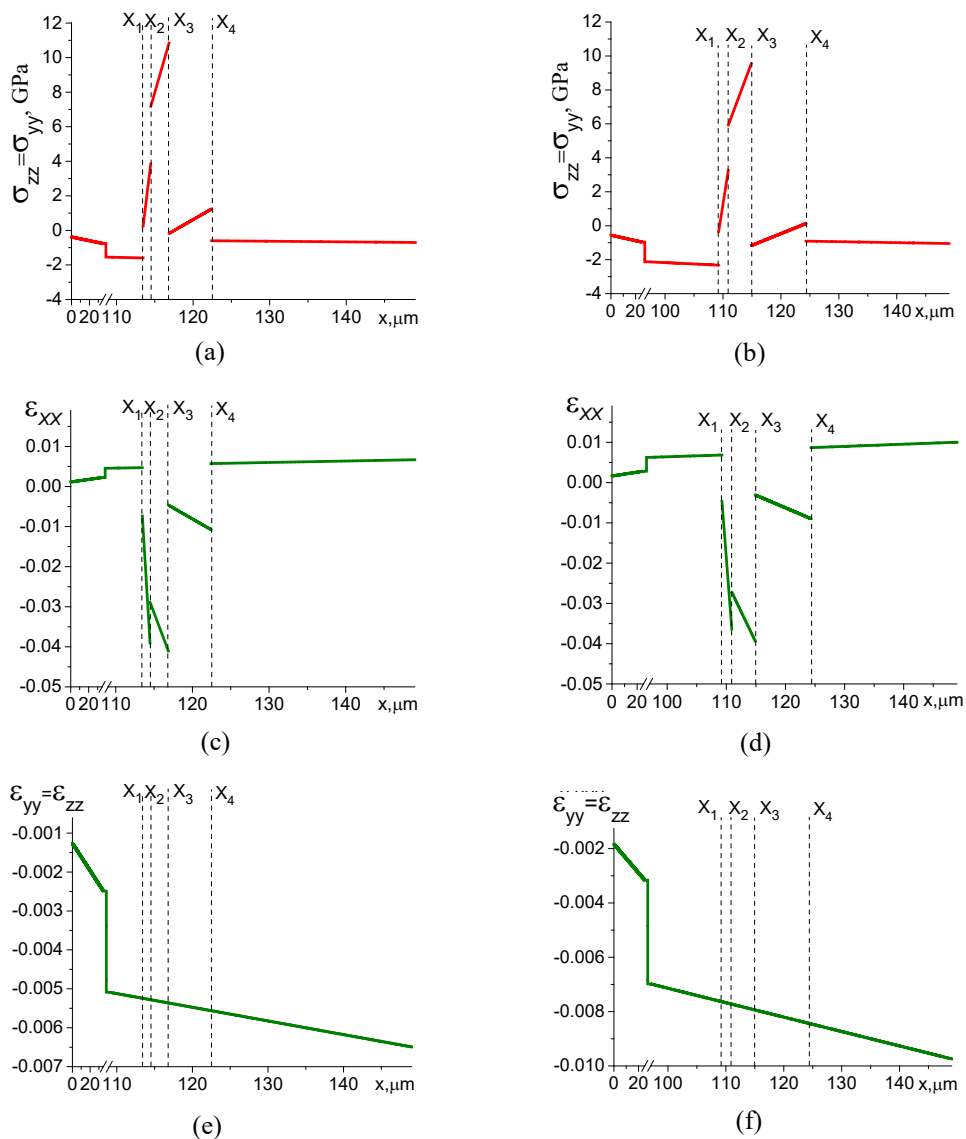 σzz=σyy, GPa
12
10
8
6
4
2
0
-2
-4
X1 X2 X3 X4
0 20 110 120 130 140 x,μm
(a)
σzz=σyy, GPa
12
10
8
6
4
2
0
-2
-4
X1 X2 X3 X4
0 20 100 110 120 130 140 x,μm
(b)
εXX
0.01
0.00
-0.01
-0.02
-0.03
-0.04
-0.05
X1 X2 X3 X4
0 20 110 120 130 140 x,μm
(c)
εXX
0.01
0.00
-0.01
-0.02
-0.03
-0.04
-0.05
X1 X2 X3 X4
0 20 100 110 120 130 140 x,μm
(d)
εyy=εzz
-0.001
-0.002
-0.003
-0.004
-0.005
-0.006
-0.007
X1 X2 X3 X4
0 20 110 120 130 140 x,μm
(e)
εyy=εzz
-0.002
-0.004
-0.006
-0.008
-0.010
X1 X2 X3 X4
0 20 100 110 120 130 140 x,μm
(f)